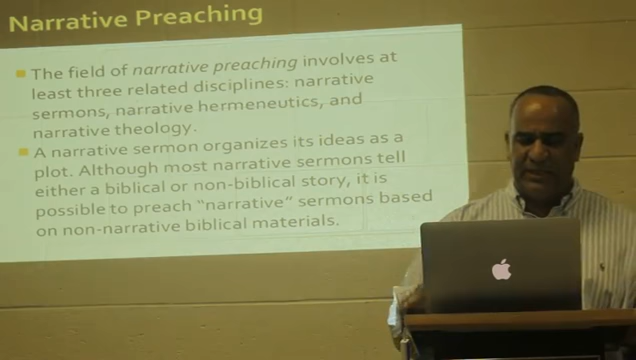 Narrative Preaching
The field of narrative preaching involves at
least three related disciplines: narrative
sermons, narrative hermeneutics, and
narrative theology.
A narrative sermon organizes its ideas as a
plot. Although most narrative sermons tell
either a biblical or non-biblical story, it is
possible to preach “narrative” sermons based
on non-narrative biblical materials.